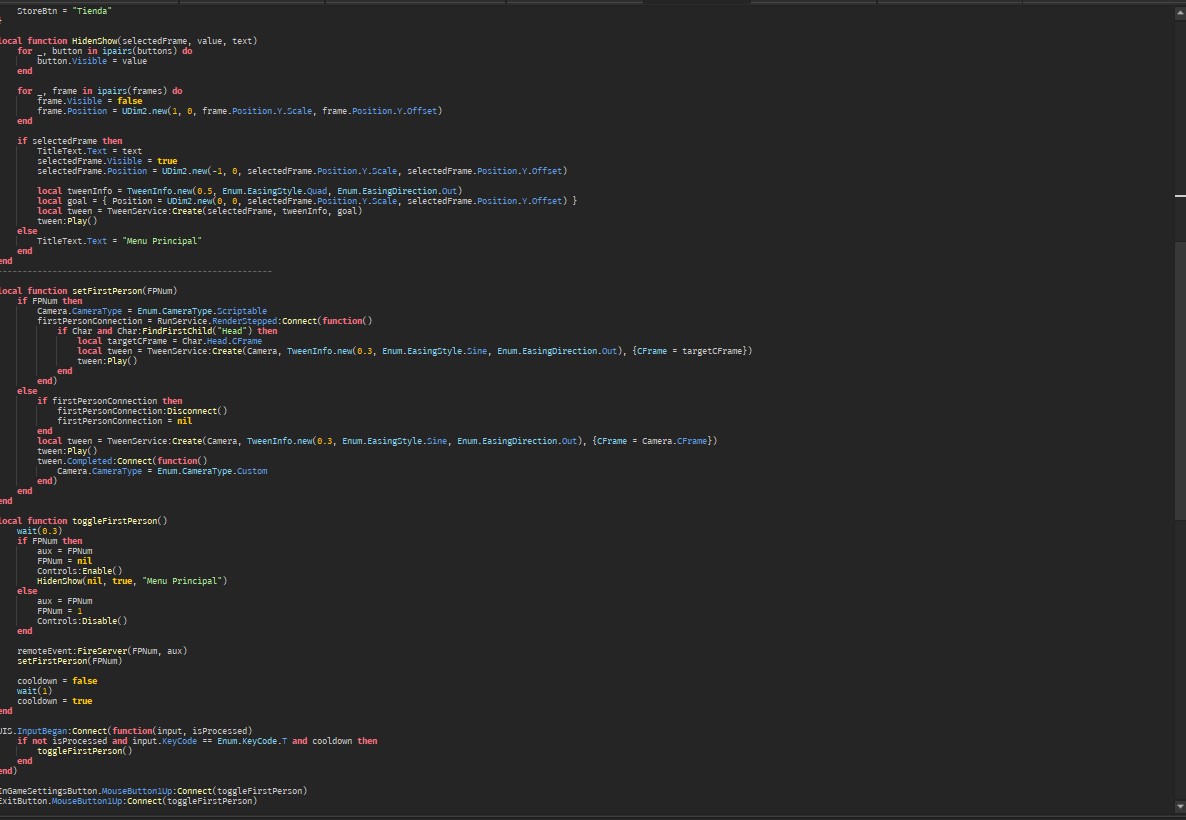 StoreBtn = "Tienda"
}
local function HidenShow(selectedFrame, value, text)
for _, button in ipairs(buttons) do
button.Visible = value
end
for _, frame in ipairs(frames) do
frame.Visible = false
frame.Position = UDim2.new(1, 0, frame.Position.Y.Scale, frame.Position.Y.Offset)
end
if selectedFrame then
TitleText.Text = text
selectedFrame.Visible = true
selectedFrame.Position = UDim2.new(-1, 0, selectedFrame.Position.Y.Scale, selectedFrame.Position.Y.Offset)
local tweenInfo = TweenInfo.new(0.5, Enum.EasingStyle.Quad, Enum.EasingDirection.Out)
local goal = { Position = UDim2.new(0, 0, selectedFrame.Position.Y.Scale, selectedFrame.Position.Y.Offset) }
local tween = TweenService:Create(selectedFrame, tweenInfo, goal)
tween:Play()
else
TitleText.Text = "Menu Principal"
end
end
------------------------------------------------------
local function setFirstPerson(FPNum)
if FPNum then
Camera.CameraType = Enum.CameraType.Scriptable
firstPersonConnection = RunService.RenderStepped:Connect(function()
if Char and Char:FindFirstChild("Head") then
local targetCFrame = Char.Head.CFrame
local tween = TweenService:Create(Camera, TweenInfo.new(0.3, Enum.EasingStyle.Sine, Enum.EasingDirection.Out), {CFrame = targetCFrame})
tween:Play()
end
end)
else
if firstPersonConnection then
firstPersonConnection:Disconnect()
firstPersonConnection = nil
end
local tween = TweenService:Create(Camera, TweenInfo.new(0.3, Enum.EasingStyle.Sine, Enum.EasingDirection.Out), {CFrame = Camera.CFrame})
tween:Play()
tween.Completed:Connect(function()
Camera.CameraType = Enum.CameraType.Custom
end)
end
end
local function toggleFirstPerson()
wait(0.3)
if FPNum then
aux = FPNum
FPNum = nil
Controls:Enable()
HidenShow(nil, true, "Menu Principal")
else
aux = FPNum
FPNum = 1
Controls:Disable()
end
remoteEvent:FireServer(FPNum, aux)
setFirstPerson(FPNum)
cooldown = false
wait(1)
cooldown = true
end
UIS.InputBegan:Connect(function(input, isProcessed)
if not isProcessed and input.KeyCode == Enum.KeyCode.T and cooldown then
toggleFirstPerson()
end
end)
InGameSettingsButton.MouseButton1Up:Connect(toggleFirstPerson)
ExitButton.MouseButton1Up:Connect(toggleFirstPerson)